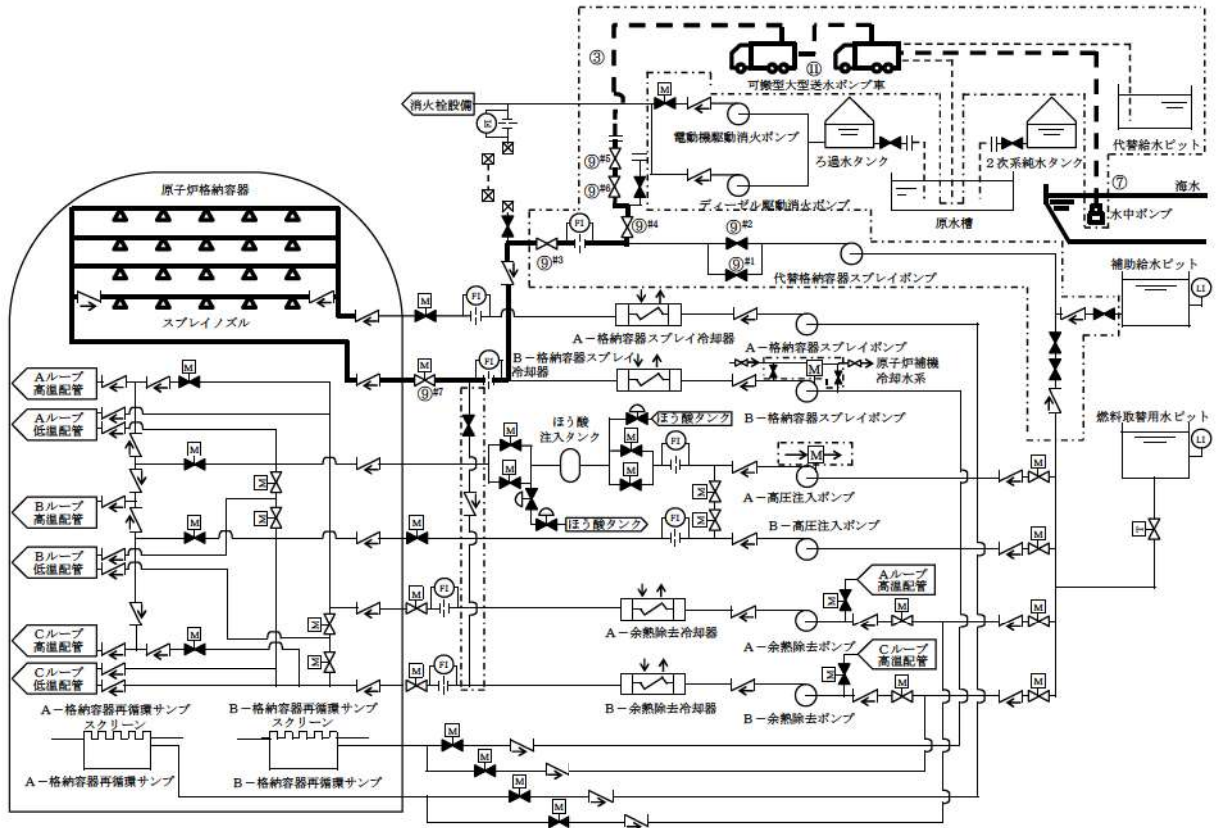 ③
⑪
可搬型大型送水ポンプ車
消火栓設備
M
FI
電動機駆動消火ポンプ
ろ過水タンク
2次系純水タンク
代替給水ピット
⑨#5
⑨#6
ディーゼル駆動消火ポンプ
原水槽
⑦
海水
水中ポンプ
原子炉格納容器
⑨#4
FI
⑨#2
⑨#3
⑨#1
代替格納容器スプレイポンプ
補助給水ピット
LI
スプレイノズル
M
FI
A-格納容器スプレイ冷却器
A-格納容器スプレイポンプ
B-格納容器スプレイ
冷却器
M
原子炉補機
冷却水系
FI
⑨#7
B-格納容器スプレイポンプ
Aループ
高温配管
M
Aループ
低温配管
ほう酸
注入タンク
ほう酸タンク
燃料取替用水ピット
LI
M
M
M
M
FI
M
M
M
A-高圧注入ポンプ
M
M
Bループ
高温配管
M
M
ほう酸タンク
FI
M
B-高圧注入ポンプ
M
T
Bループ
低温配管
M
M
Aループ
高温配管
M
FI
M
M
M
M
A-余熱除去冷却器
A-余熱除去ポンプ
Cループ
高温配管
M
M
Cループ
高温配管
Cループ
低温配管
M
FI
M
M
M
B-余熱除去冷却器
B-余熱除去ポンプ
A-格納容器再循環サンプ
スクリーン
B-格納容器再循環サンプ
スクリーン
M
M
A-格納容器再循環サンプ
B-格納容器再循環サンプ
M
M